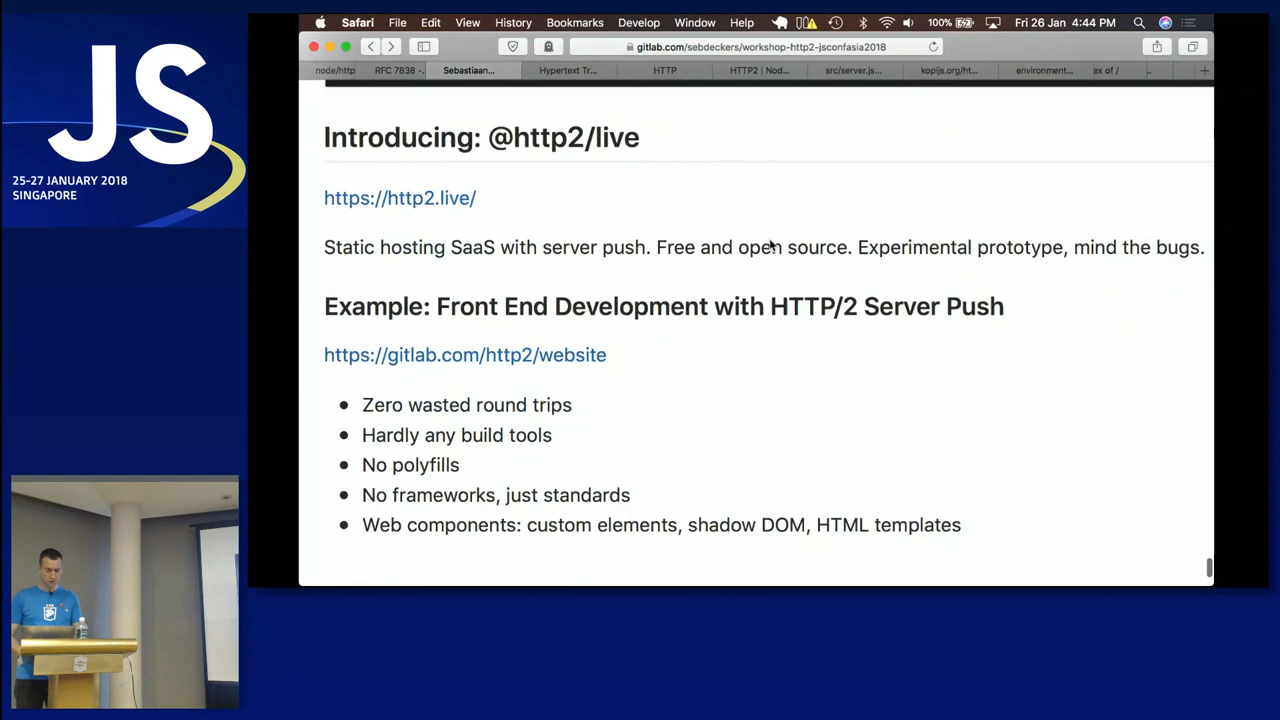 JS
25-27 JANUARY 2018
SINGAPORE
Safari File Edit View History Bookmarks Develop Window Help 100% Fri 26 Jan 4:44 PM
gitlab.com/sebdeckers/workshop-http2-jsconfasia2018
node/http RFC 7838 -. Sebastiaan... Hypertext Tr... HTTP HTTP2 | Nod... src/server.js... kopijs.org/ht... environment... ex of /
Introducing: @http2/live
https://http2.live/
Static hosting SaaS with server push. Free and open source. Experimental prototype, mind the bugs.
Example: Front End Development with HTTP/2 Server Push
https://gitlab.com/http2/website
Zero wasted round trips
Hardly any build tools
No polyfills
No frameworks, just standards
Web components: custom elements, shadow DOM, HTML templates